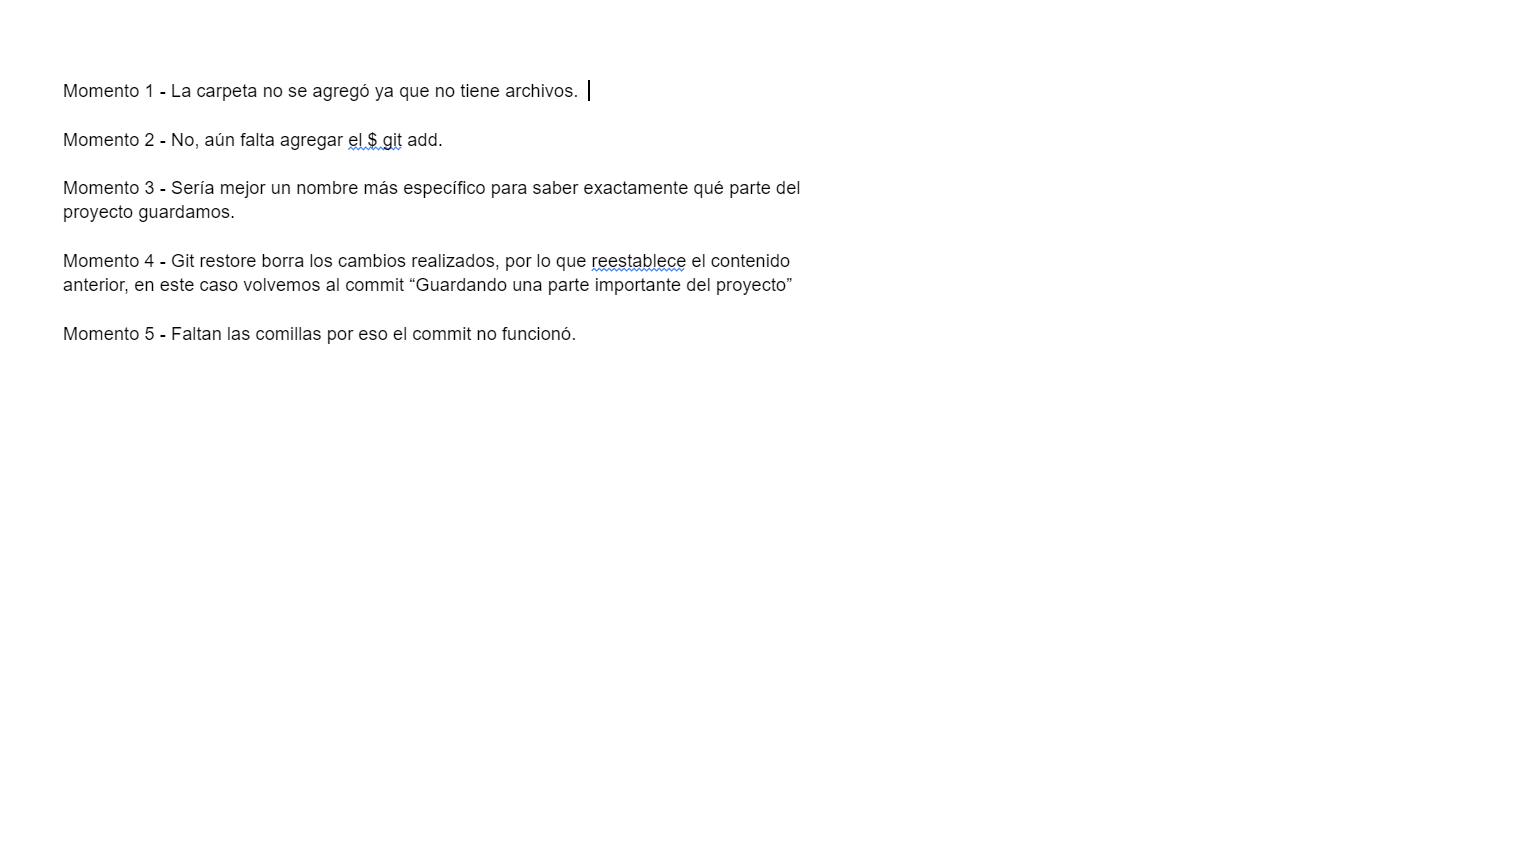 Momento 1 - La carpeta no se agregó ya que no tiene archivos.
Momento 2 - No, aún falta agregar el $ git add.
Momento 3 - Sería mejor un nombre más específico para saber exactamente qué parte del
proyecto guardamos.
Momento 4 - Git restore borra los cambios realizados, por lo que reestablece el contenido
anterior, en este caso volvemos al commit “Guardando una parte importante del proyecto”
Momento 5 - Faltan las comillas por eso el commit no funcionó.